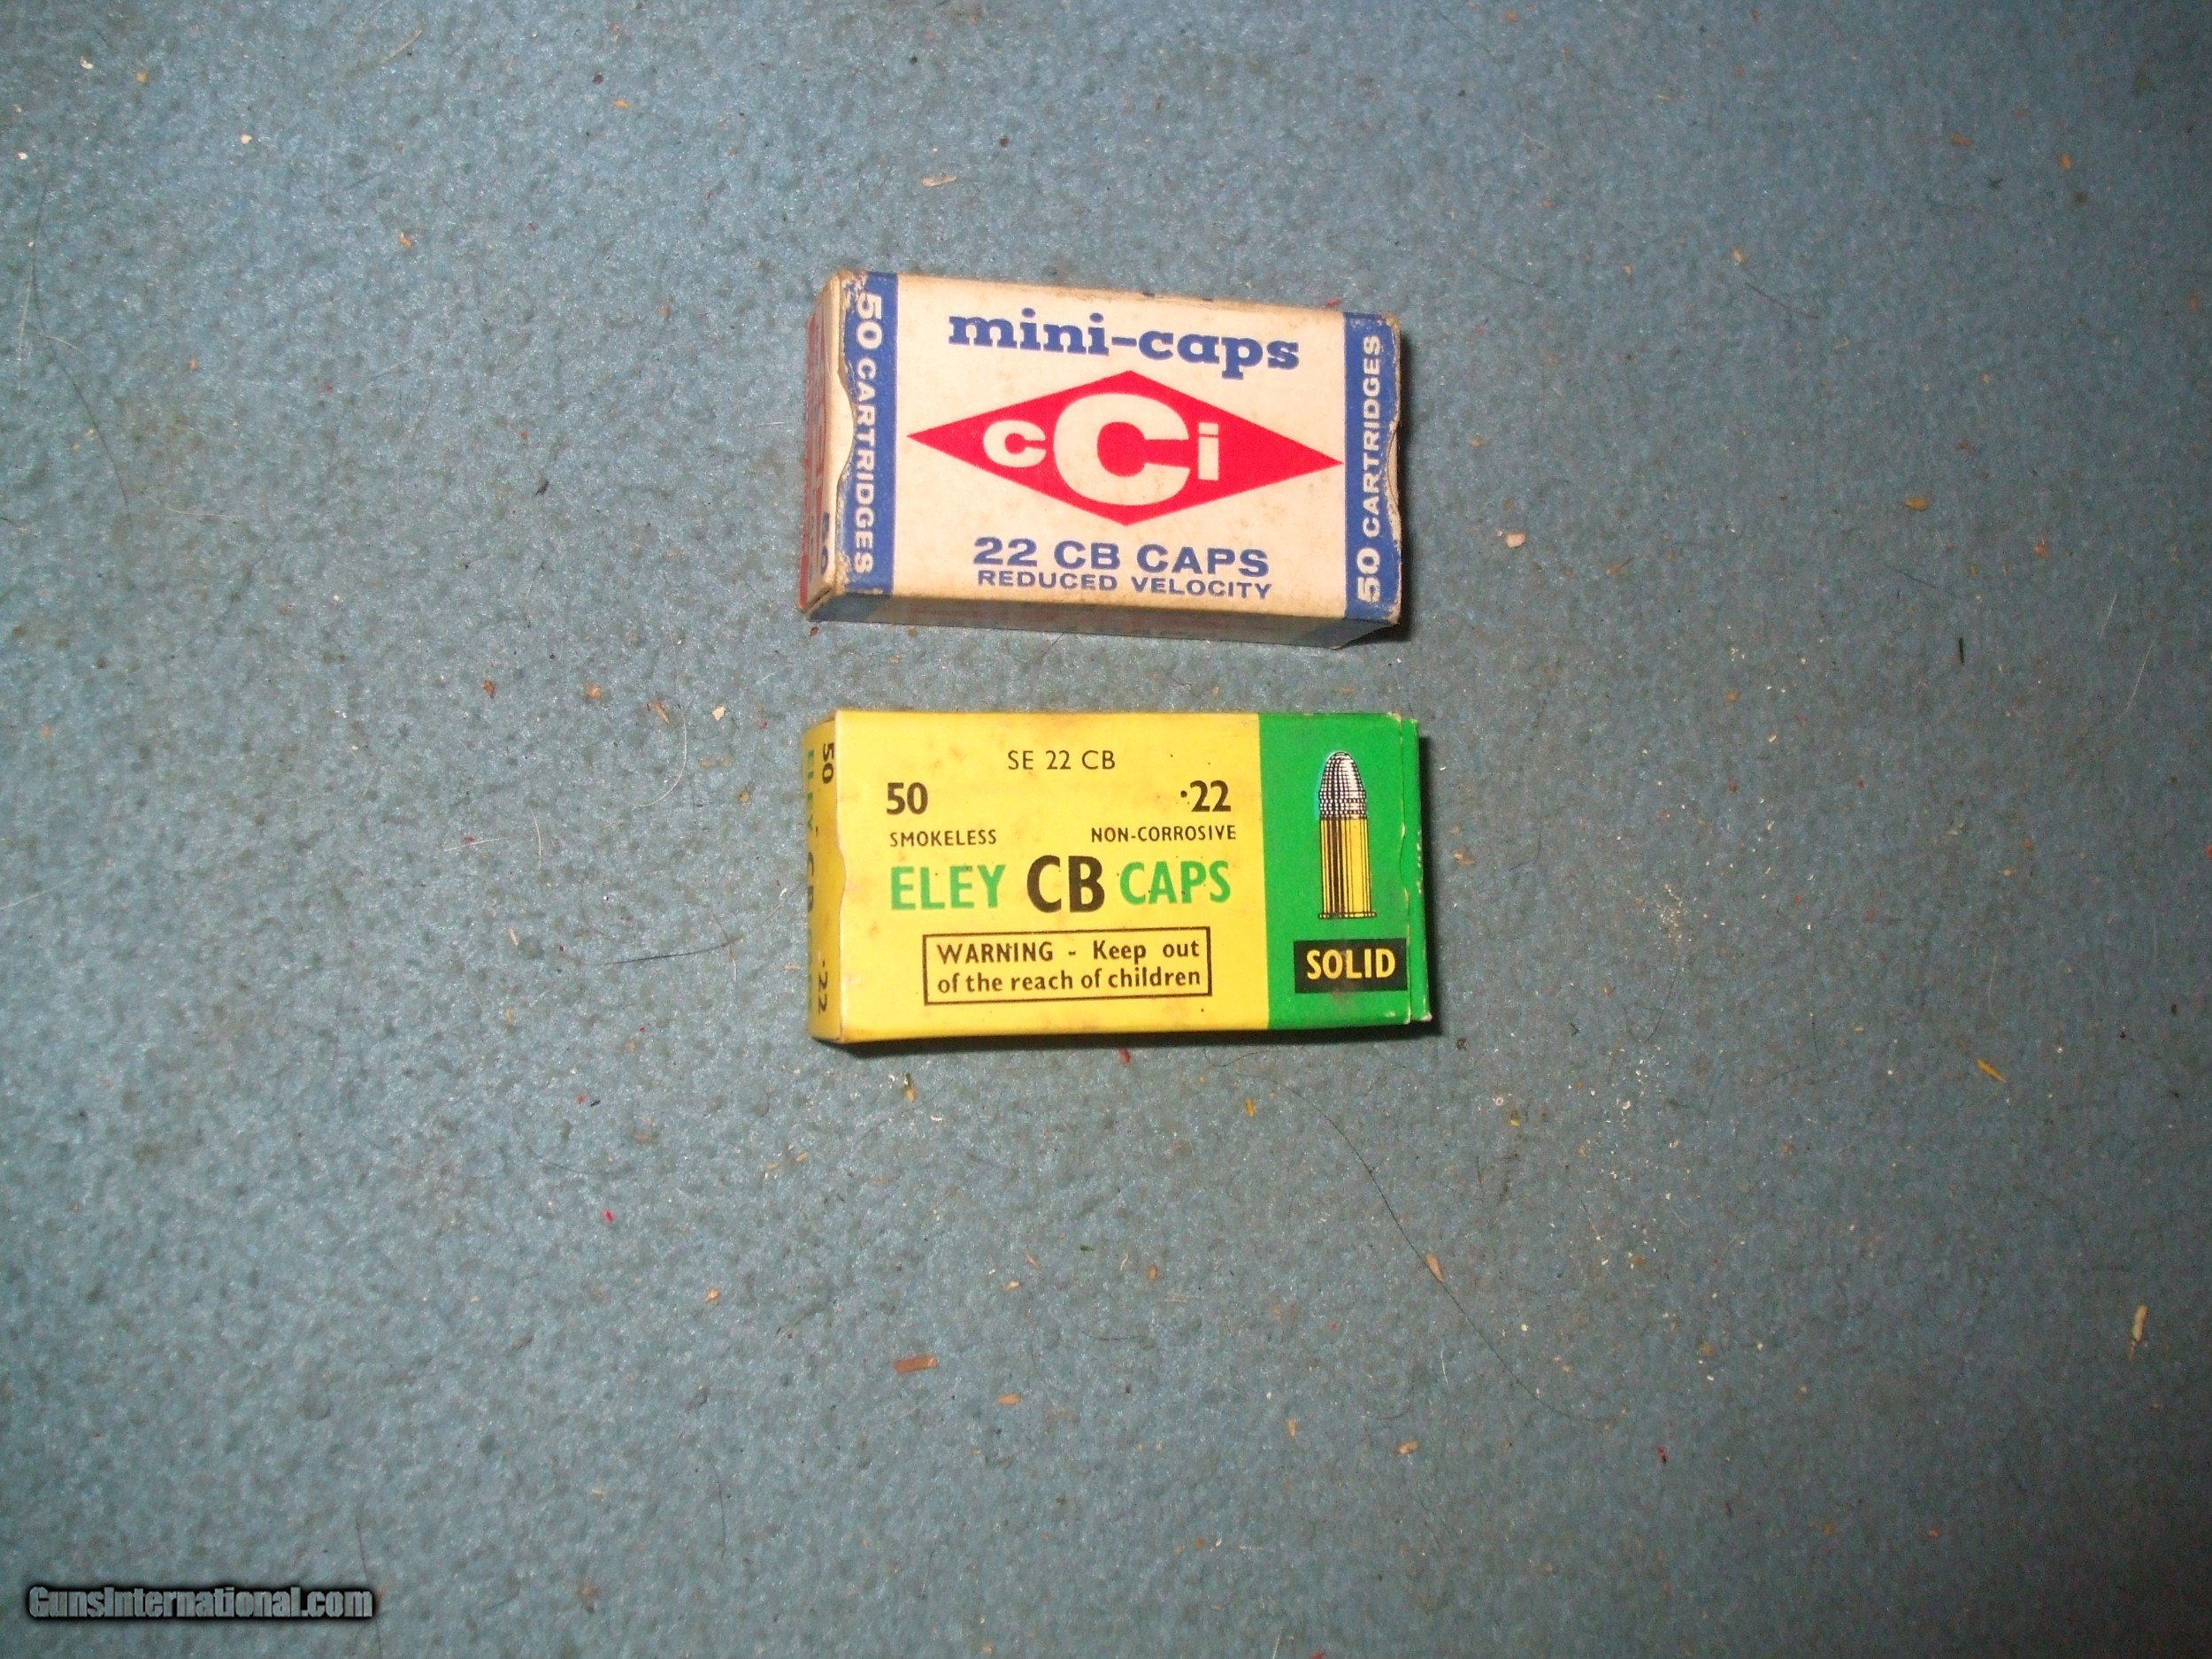 mini-caps
cCi
22 CB CAPS
REDUCED VELOCITY
50 CARTRIDGES
50 CARTRIDGES
SE 22 CB
50 ·22
SMOKELESS NON-CORROSIVE
ELEY CB CAPS
WARNING - Keep out
of the reach of children
SOLID
50
·22
GunsInternational.com